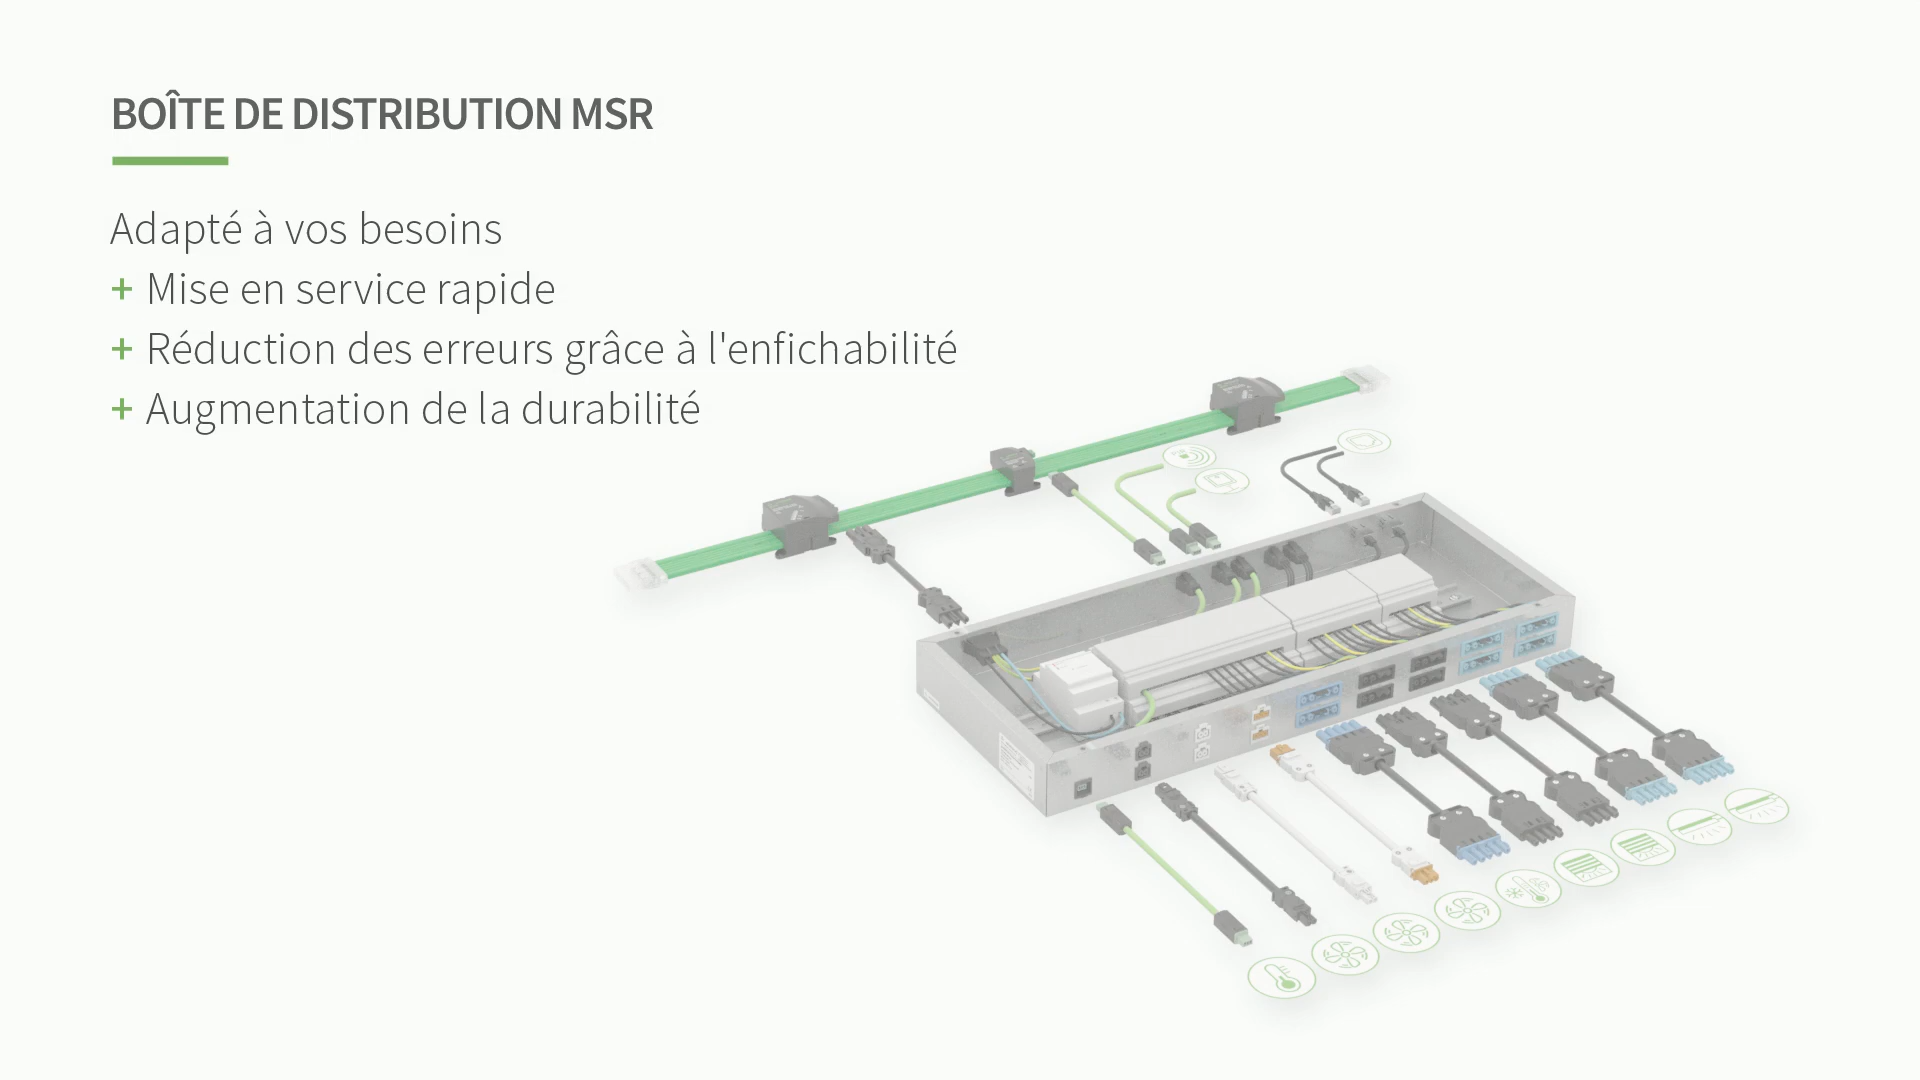 BOÎTE DE DISTRIBUTION MSR
Adapté à vos besoins
+ Mise en service rapide
+ Réduction des erreurs grâce à l'enfichabilité
+ Augmentation de la durabilité